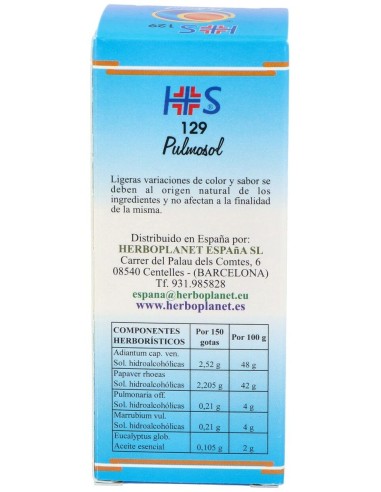 H+S
129
H+S
®
129
Pulmosol
Ligeras variaciones de color y sabor se
deben al origen natural de los
ingredientes y no afectan a la finalidad
de la misma.
Distribuido en España por:
HERBOPLANET ESPAñA SL
Carrer del Palau dels Comtes, 6
08540 Centelles - (BARCELONA)
Tf. 931.985828
espana@herboplanet.eu
www.herboplanet.es
COMPONENTES HERBORÍSTICOS Por 150 gotas Por 100 g
Adiantum cap. ven.
Sol. hidroalcohólicas 2,52 g 48 g
Papaver rhoeas
Sol. hidroalcohólicas 2,205 g 42 g
Pulmonaria off.
Sol. hidroalcohólicas 0,21 g 4 g
Marrubium vul.
Sol. hidroalcohólicas 0,21 g 4 g
Eucalyptus glob.
Aceite esencial 0,105 g 2 g